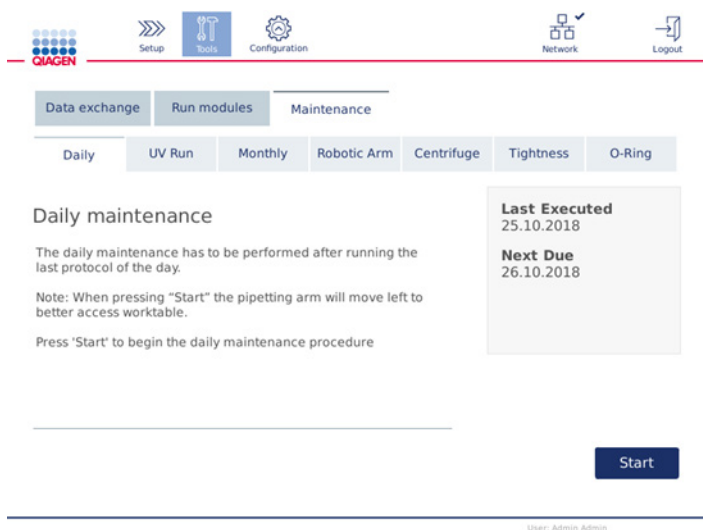 QIAGEN
Setup
Tools
Configuration
Network
Logout
Data exchange
Run modules
Maintenance
Daily
UV Run
Monthly
Robotic Arm
Centrifuge
Tightness
O-Ring
Daily maintenance
The daily maintenance has to be performed after running the
last protocol of the day.
Note: When pressing “Start” the pipetting arm will move left to
better access worktable.
Press 'Start' to begin the daily maintenance procedure
Last Executed
25.10.2018
Next Due
26.10.2018
Start
User: Admin Admin